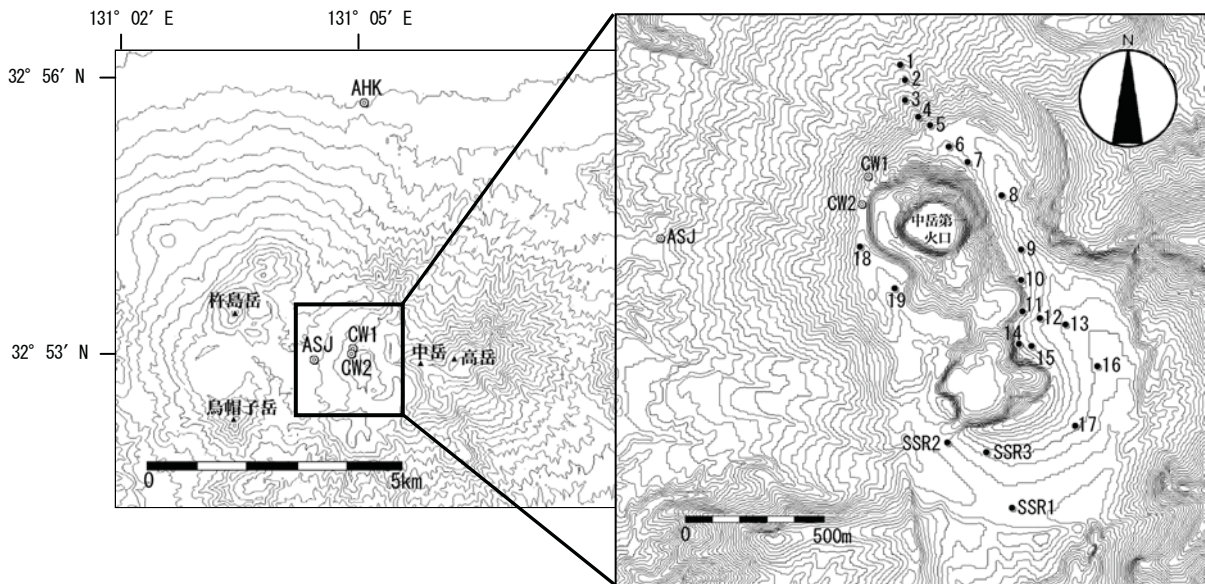 131° 02′ E
131° 05′ E
32° 56′ N
AHK
杵島岳
32° 53′ N
ASJ
CW1
CW2
中岳
高岳
烏帽子岳
0
5km
N
1
2
3
4
5
6
7
CW1
8
CW2
中岳第一
火口
ASJ
18
9
10
19
11
12
13
14
15
16
17
SSR2
SSR3
SSR1
0
500m